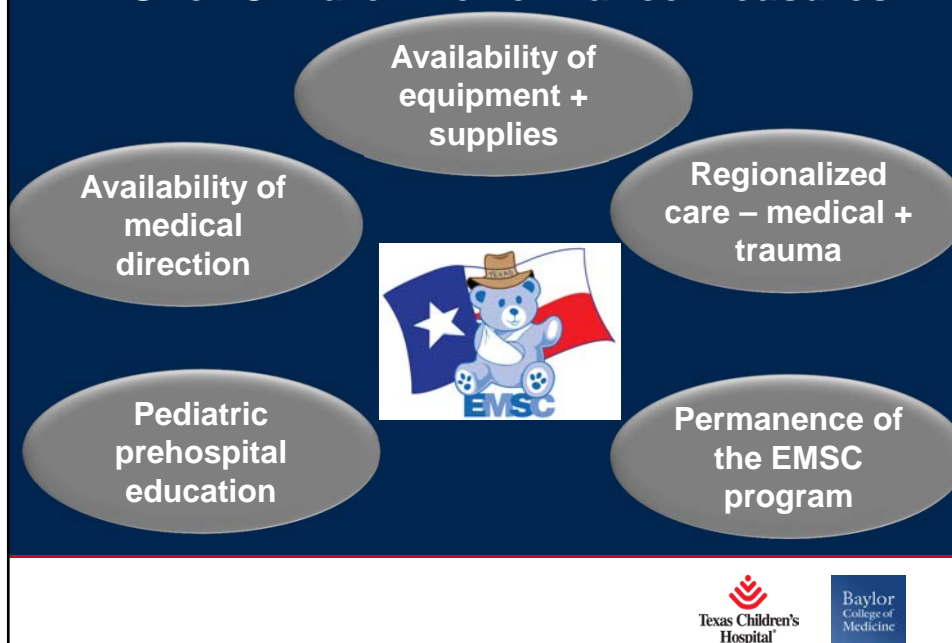 Availability of
equipment +
supplies
Availability of
medical
direction
Regionalized
care – medical +
trauma
TEXAS
EMSC
Pediatric
prehospital
education
Permanence of
the EMSC
program
Texas Children's
Hospital®
Baylor
College of
Medicine